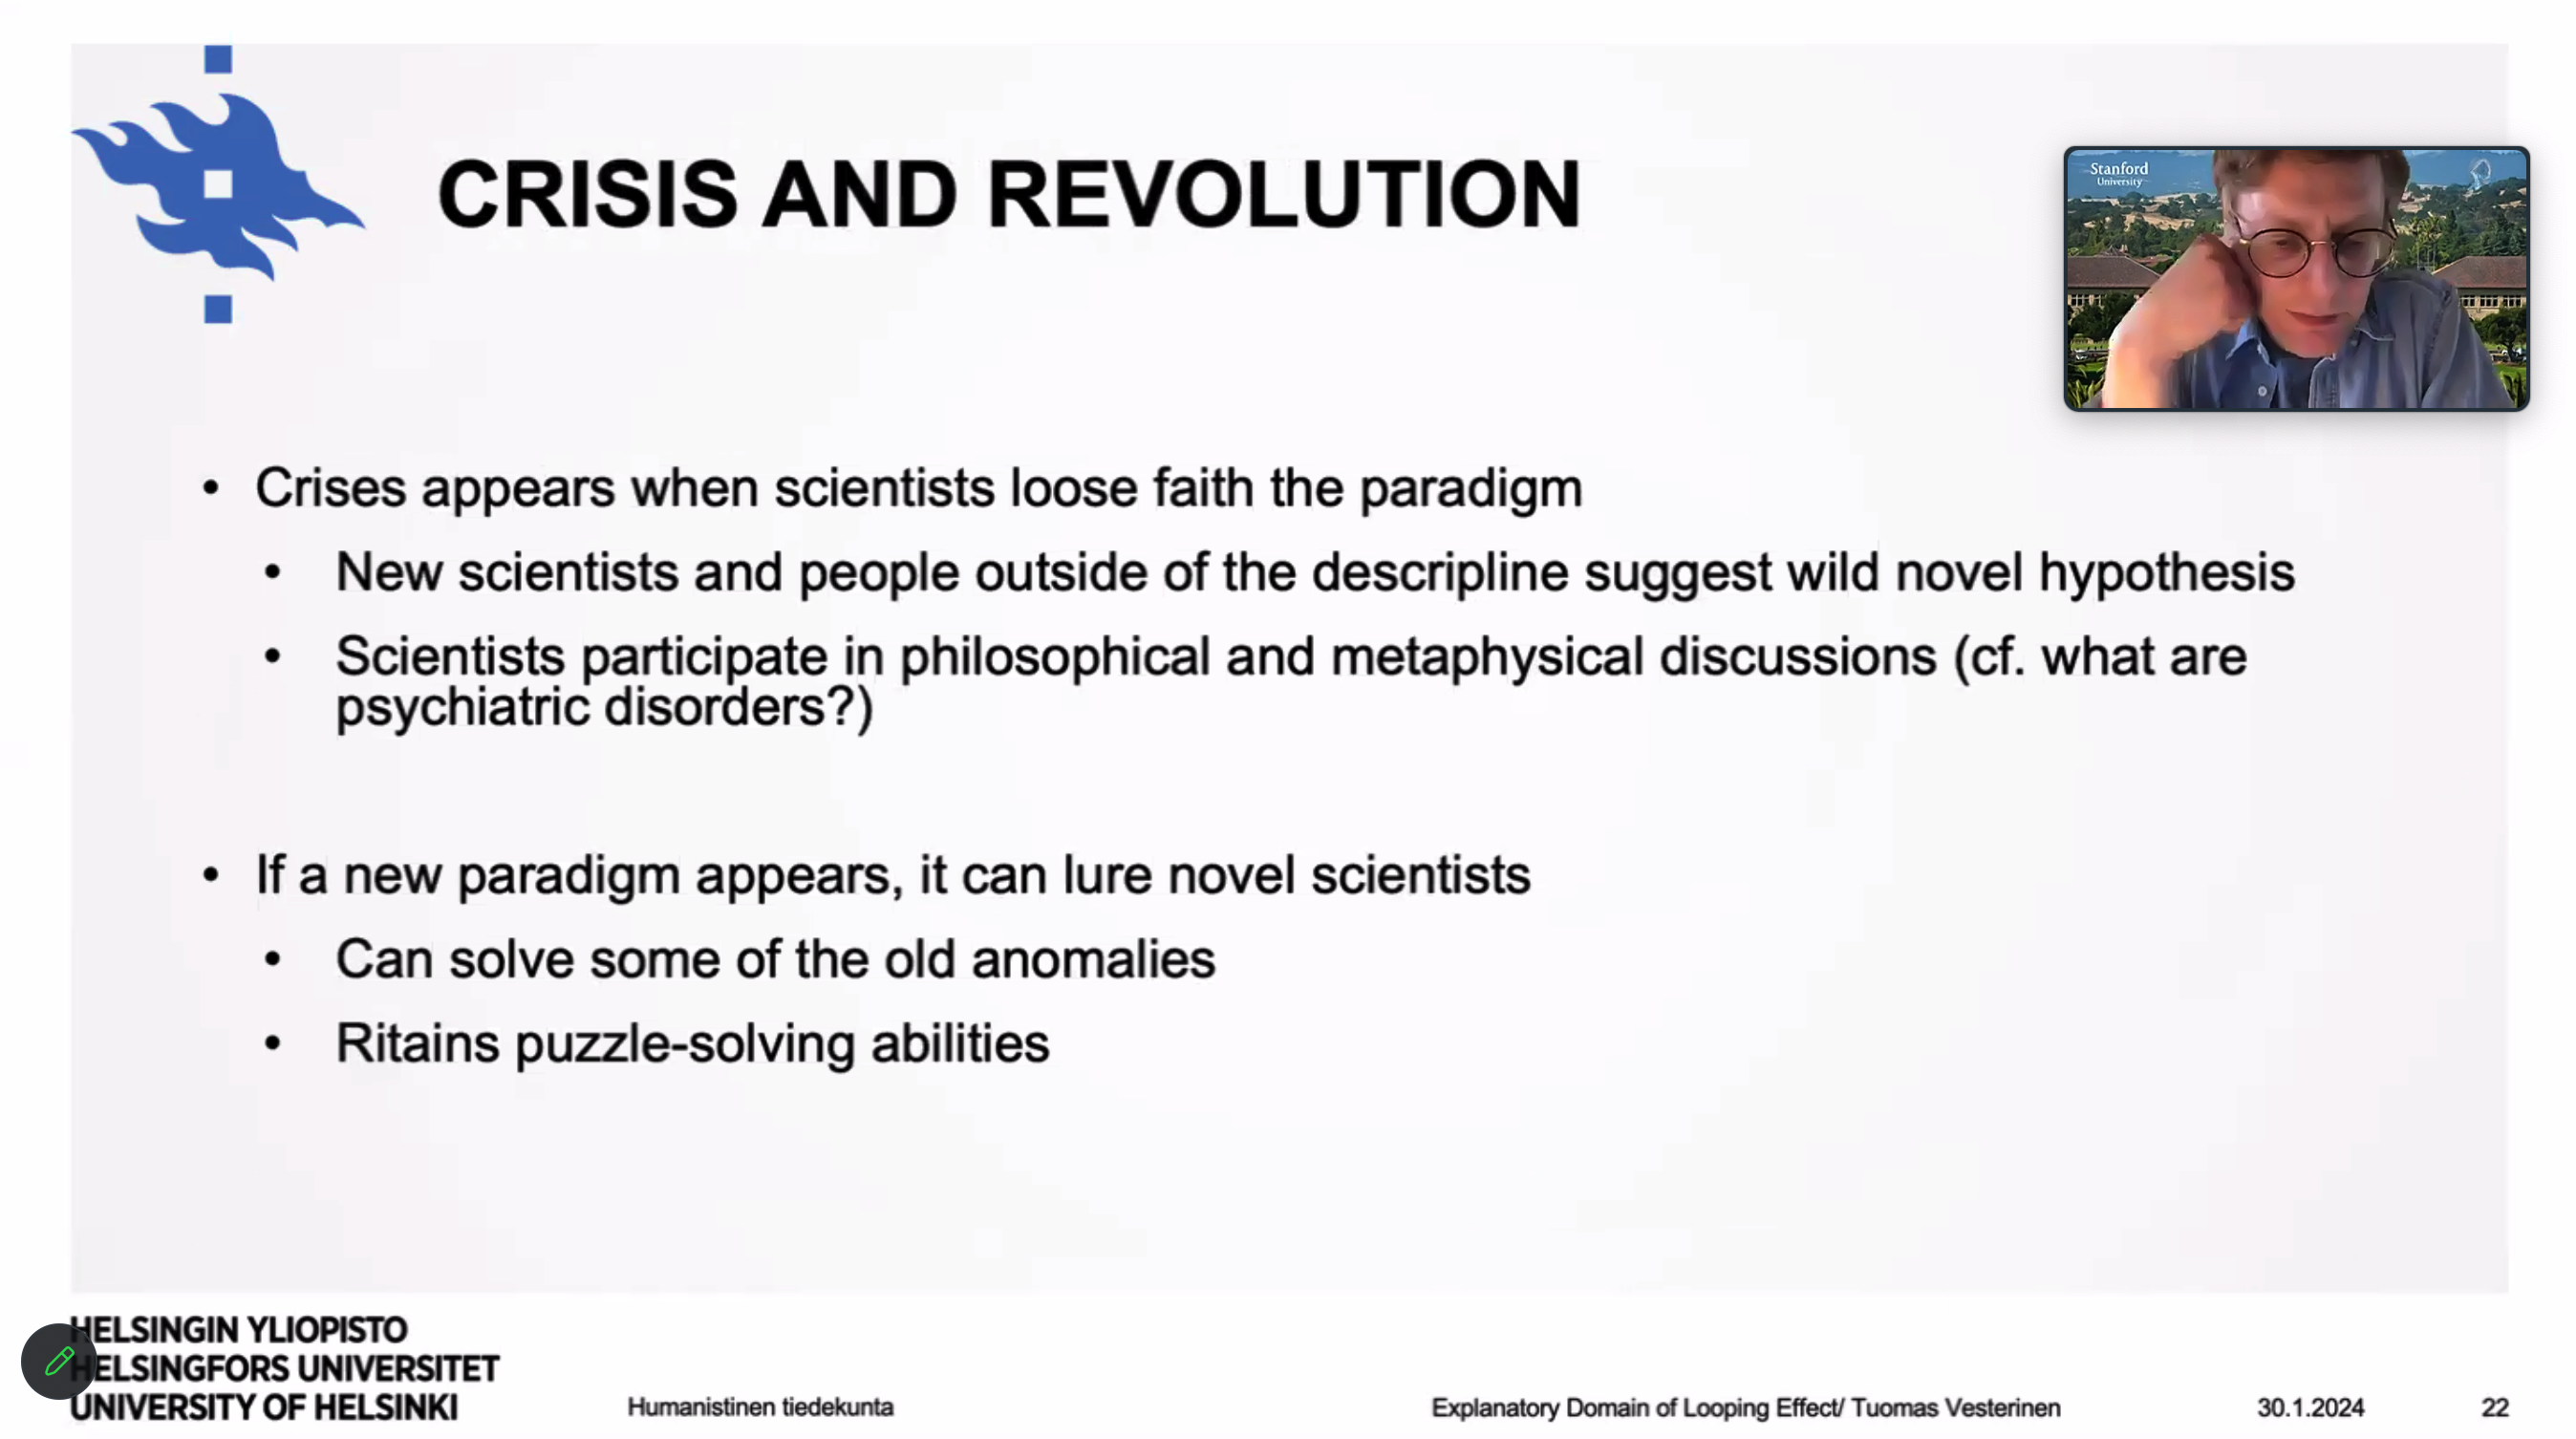 CRISIS AND REVOLUTION
Stanford
University
• Crises appears when scientists loose faith the paradigm
• New scientists and people outside of the descripline suggest wild novel hypothesis
• Scientists participate in philosophical and metaphysical discussions (cf. what are
psychiatric disorders?)
• If a new paradigm appears, it can lure novel scientists
• Can solve some of the old anomalies
• Ritains puzzle-solving abilities
HELSINGIN YLIOPISTO
HELSINGFORS UNIVERSITET
UNIVERSITY OF HELSINKI
Humanistinen tiedekunta
Explanatory Domain of Looping Effect/ Tuomas Vesterinen
30.1.2024
22